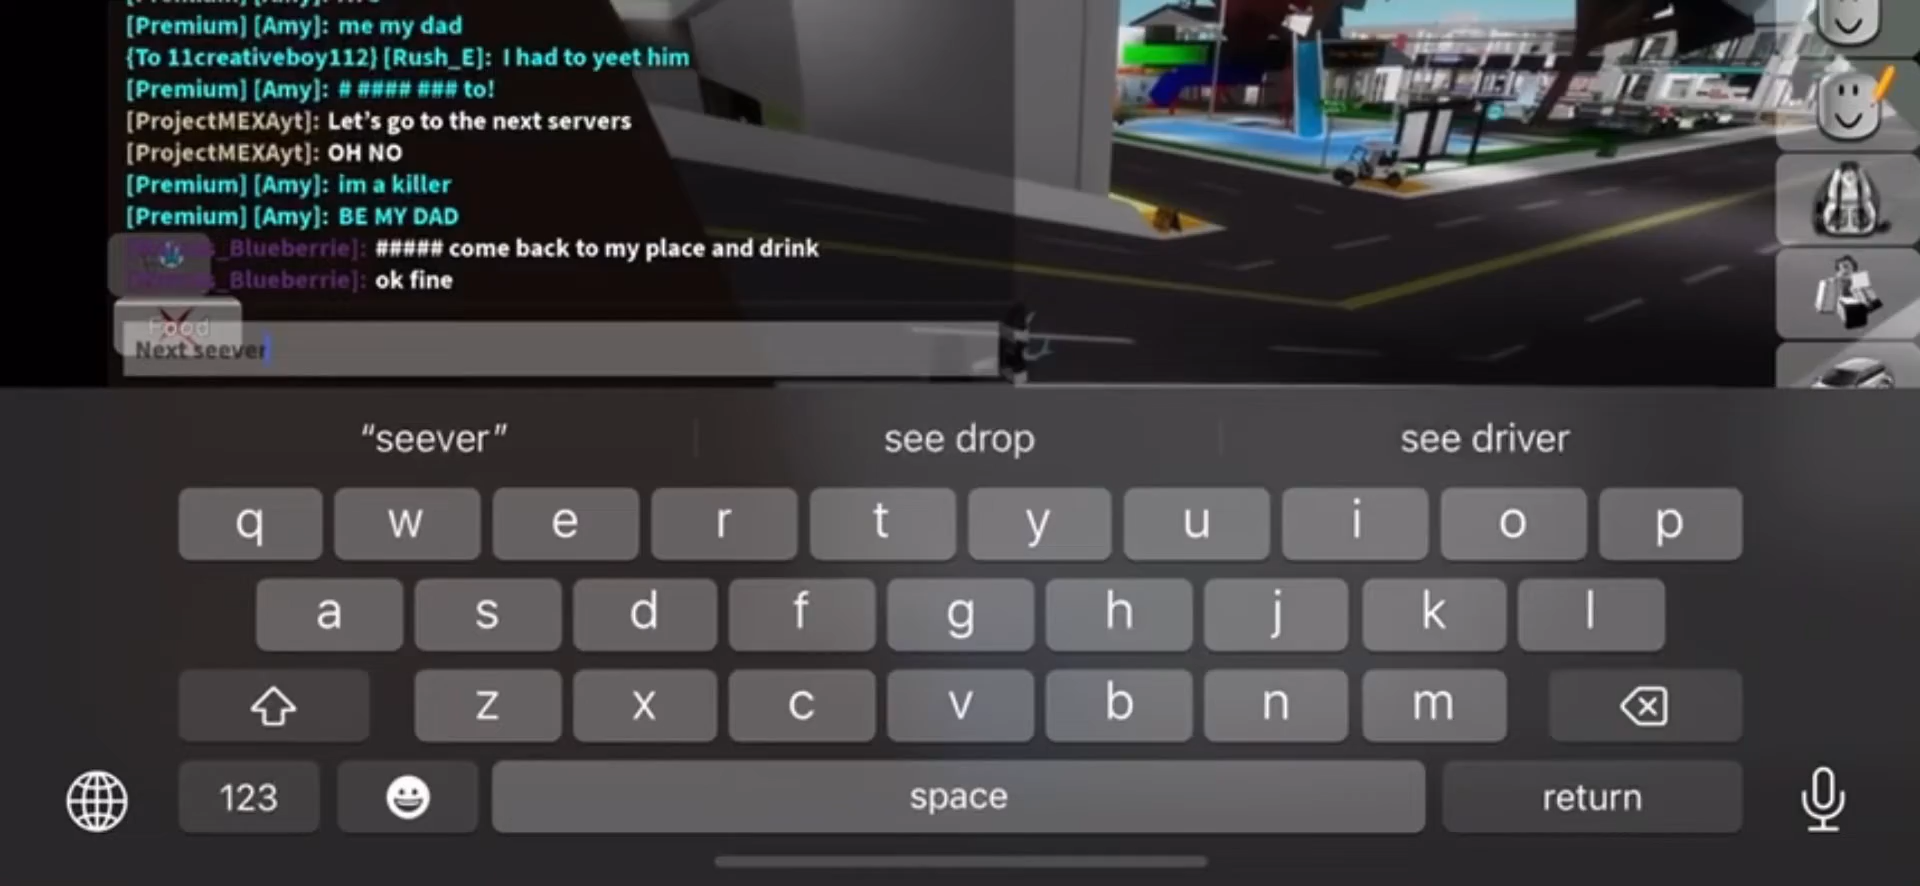 [Premium] [Amy]: me my dad
{To 11creativeboy112} [Rush_E]: I had to yeet him
[Premium] [Amy]: # #### ### to!
[ProjectMEXAyt]: Let's go to the next servers
[ProjectMEXAyt]: OH NO
[Premium] [Amy]: im a killer
[Premium] [Amy]: BE MY DAD
_Blueberrie]: ##### come back to my place and drink
_Blueberrie]: ok fine
Food
Next seever
“seever” see drop see driver
q w e r t y u i o p
a s d f g h j k l
z x c v b n m
123 space return